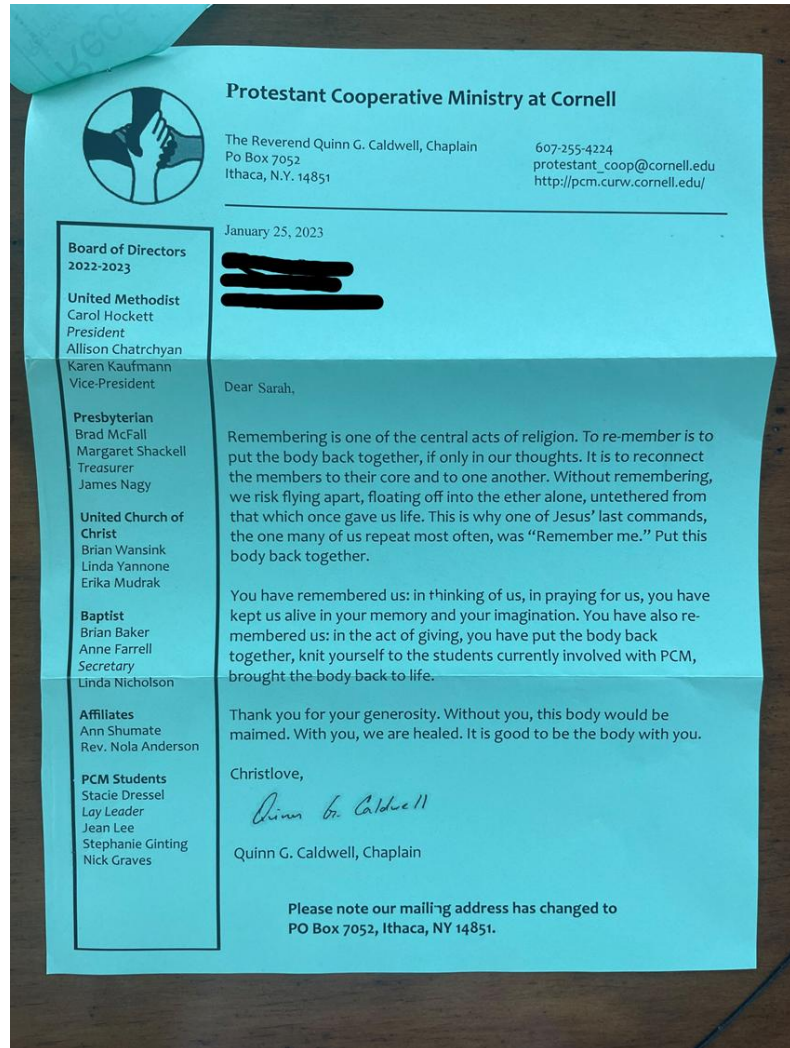 Protestant Cooperative Ministry at Cornell
The Reverend Quinn G. Caldwell, Chaplain
Po Box 7052
Ithaca, N.Y. 14851
607-255-4224
protestant_coop@cornell.edu
http://pcm.curw.cornell.edu/
Board of Directors
2022-2023
United Methodist
Carol Hockett
President
Allison Chatrchyan
Karen Kaufmann
Vice-President
Presbyterian
Brad McFall
Margaret Shackell
Treasurer
James Nagy
United Church of
Christ
Brian Wansink
Linda Yannone
Erika Mudrak
Baptist
Brian Baker
Anne Farrell
Secretary
Linda Nicholson
Affiliates
Ann Shumate
Rev. Nola Anderson
PCM Students
Stacie Dressel
Lay Leader
Jean Lee
Stephanie Ginting
Nick Graves
January 25, 2023
Dear Sarah,
Remembering is one of the central acts of religion. To re-member is to
put the body back together, if only in our thoughts. It is to reconnect
the members to their core and to one another. Without remembering,
we risk flying apart, floating off into the ether alone, untethered from
that which once gave us life. This is why one of Jesus’ last commands,
the one many of us repeat most often, was “Remember me.” Put this
body back together.
You have remembered us: in thinking of us, in praying for us, you have
kept us alive in your memory and your imagination. You have also re-
membered us: in the act of giving, you have put the body back
together, knit yourself to the students currently involved with PCM,
brought the body back to life.
Thank you for your generosity. Without you, this body would be
maimed. With you, we are healed. It is good to be the body with you.
Christlove,
Quinn G. Caldwell
Quinn G. Caldwell, Chaplain
Please note our mailing address has changed to
PO Box 7052, Ithaca, NY 14851.